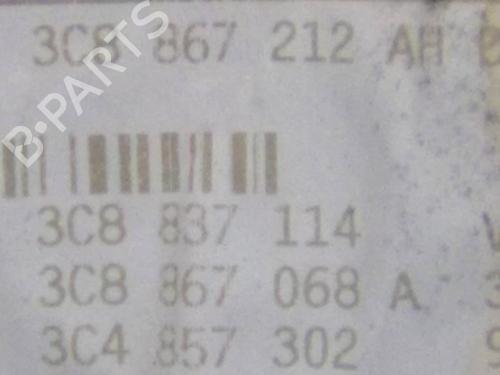 3C8 867 212 AH
B-PARTS
3C8 837 114
3C8 867 068 A
3C4 857 302